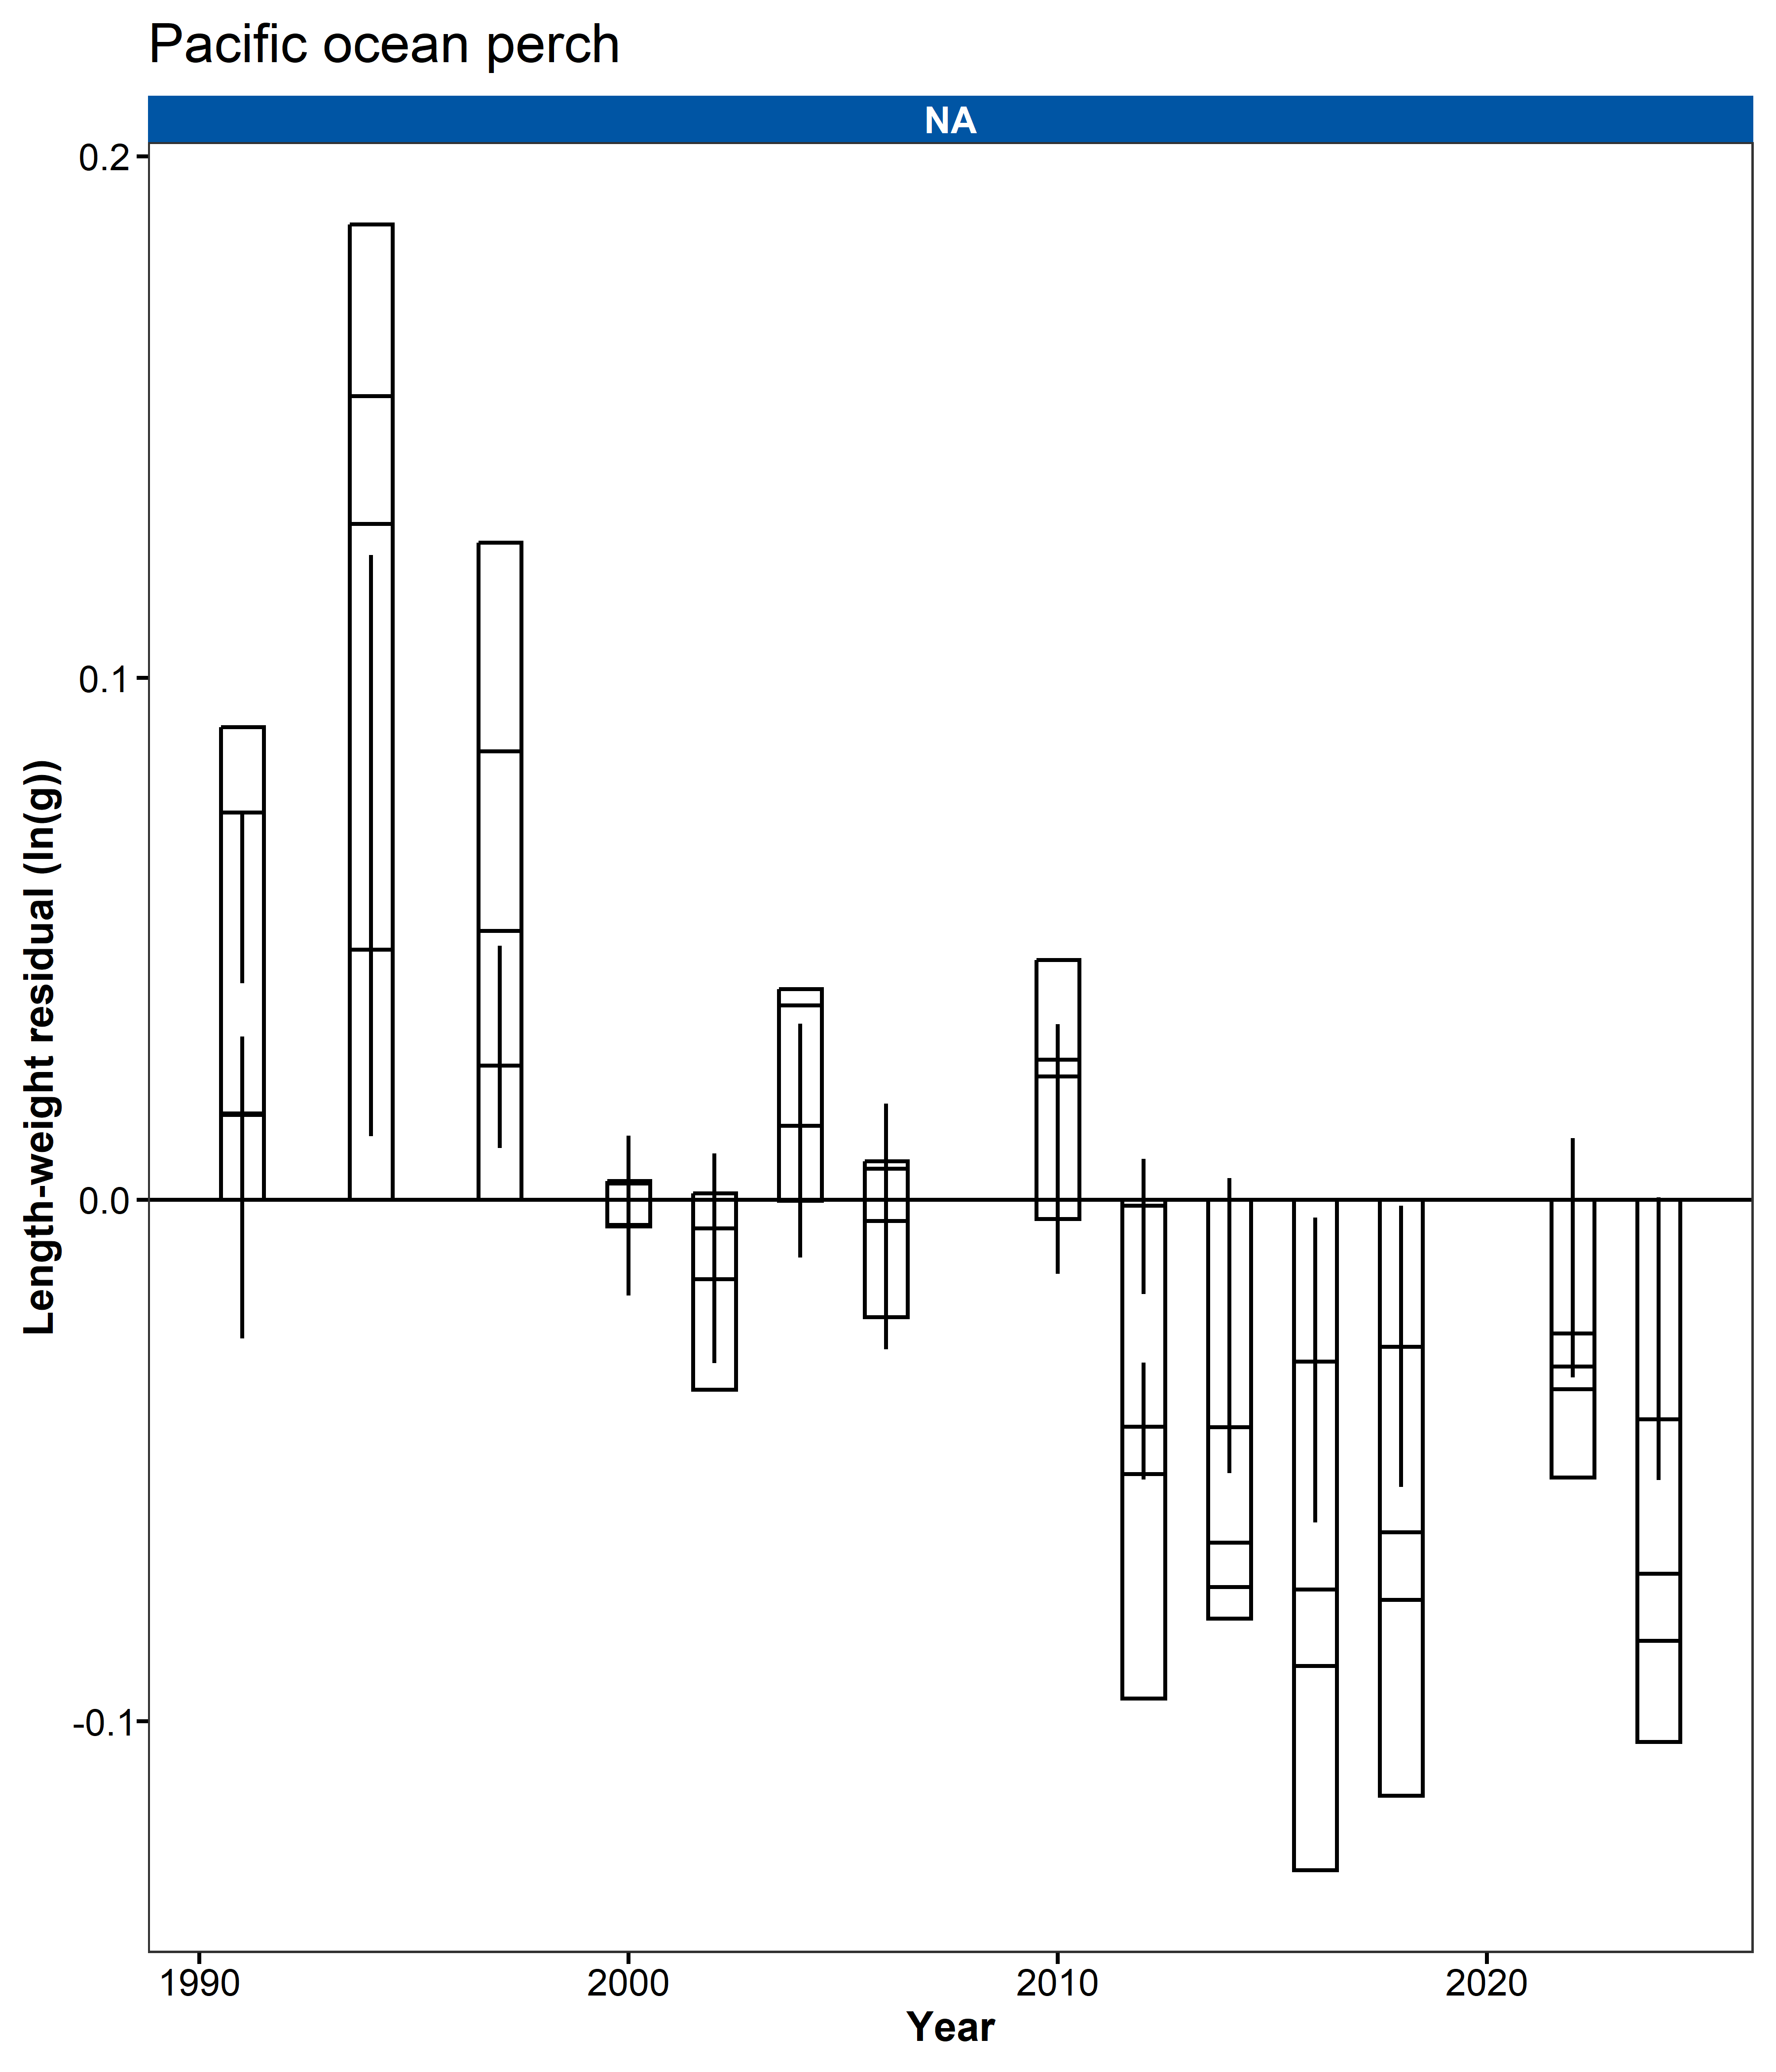 Pacific ocean perch
NA
0.2
0.1
0.0
-0.1
Length-weight residual (ln(g))
1990 2000 2010 2020
Year